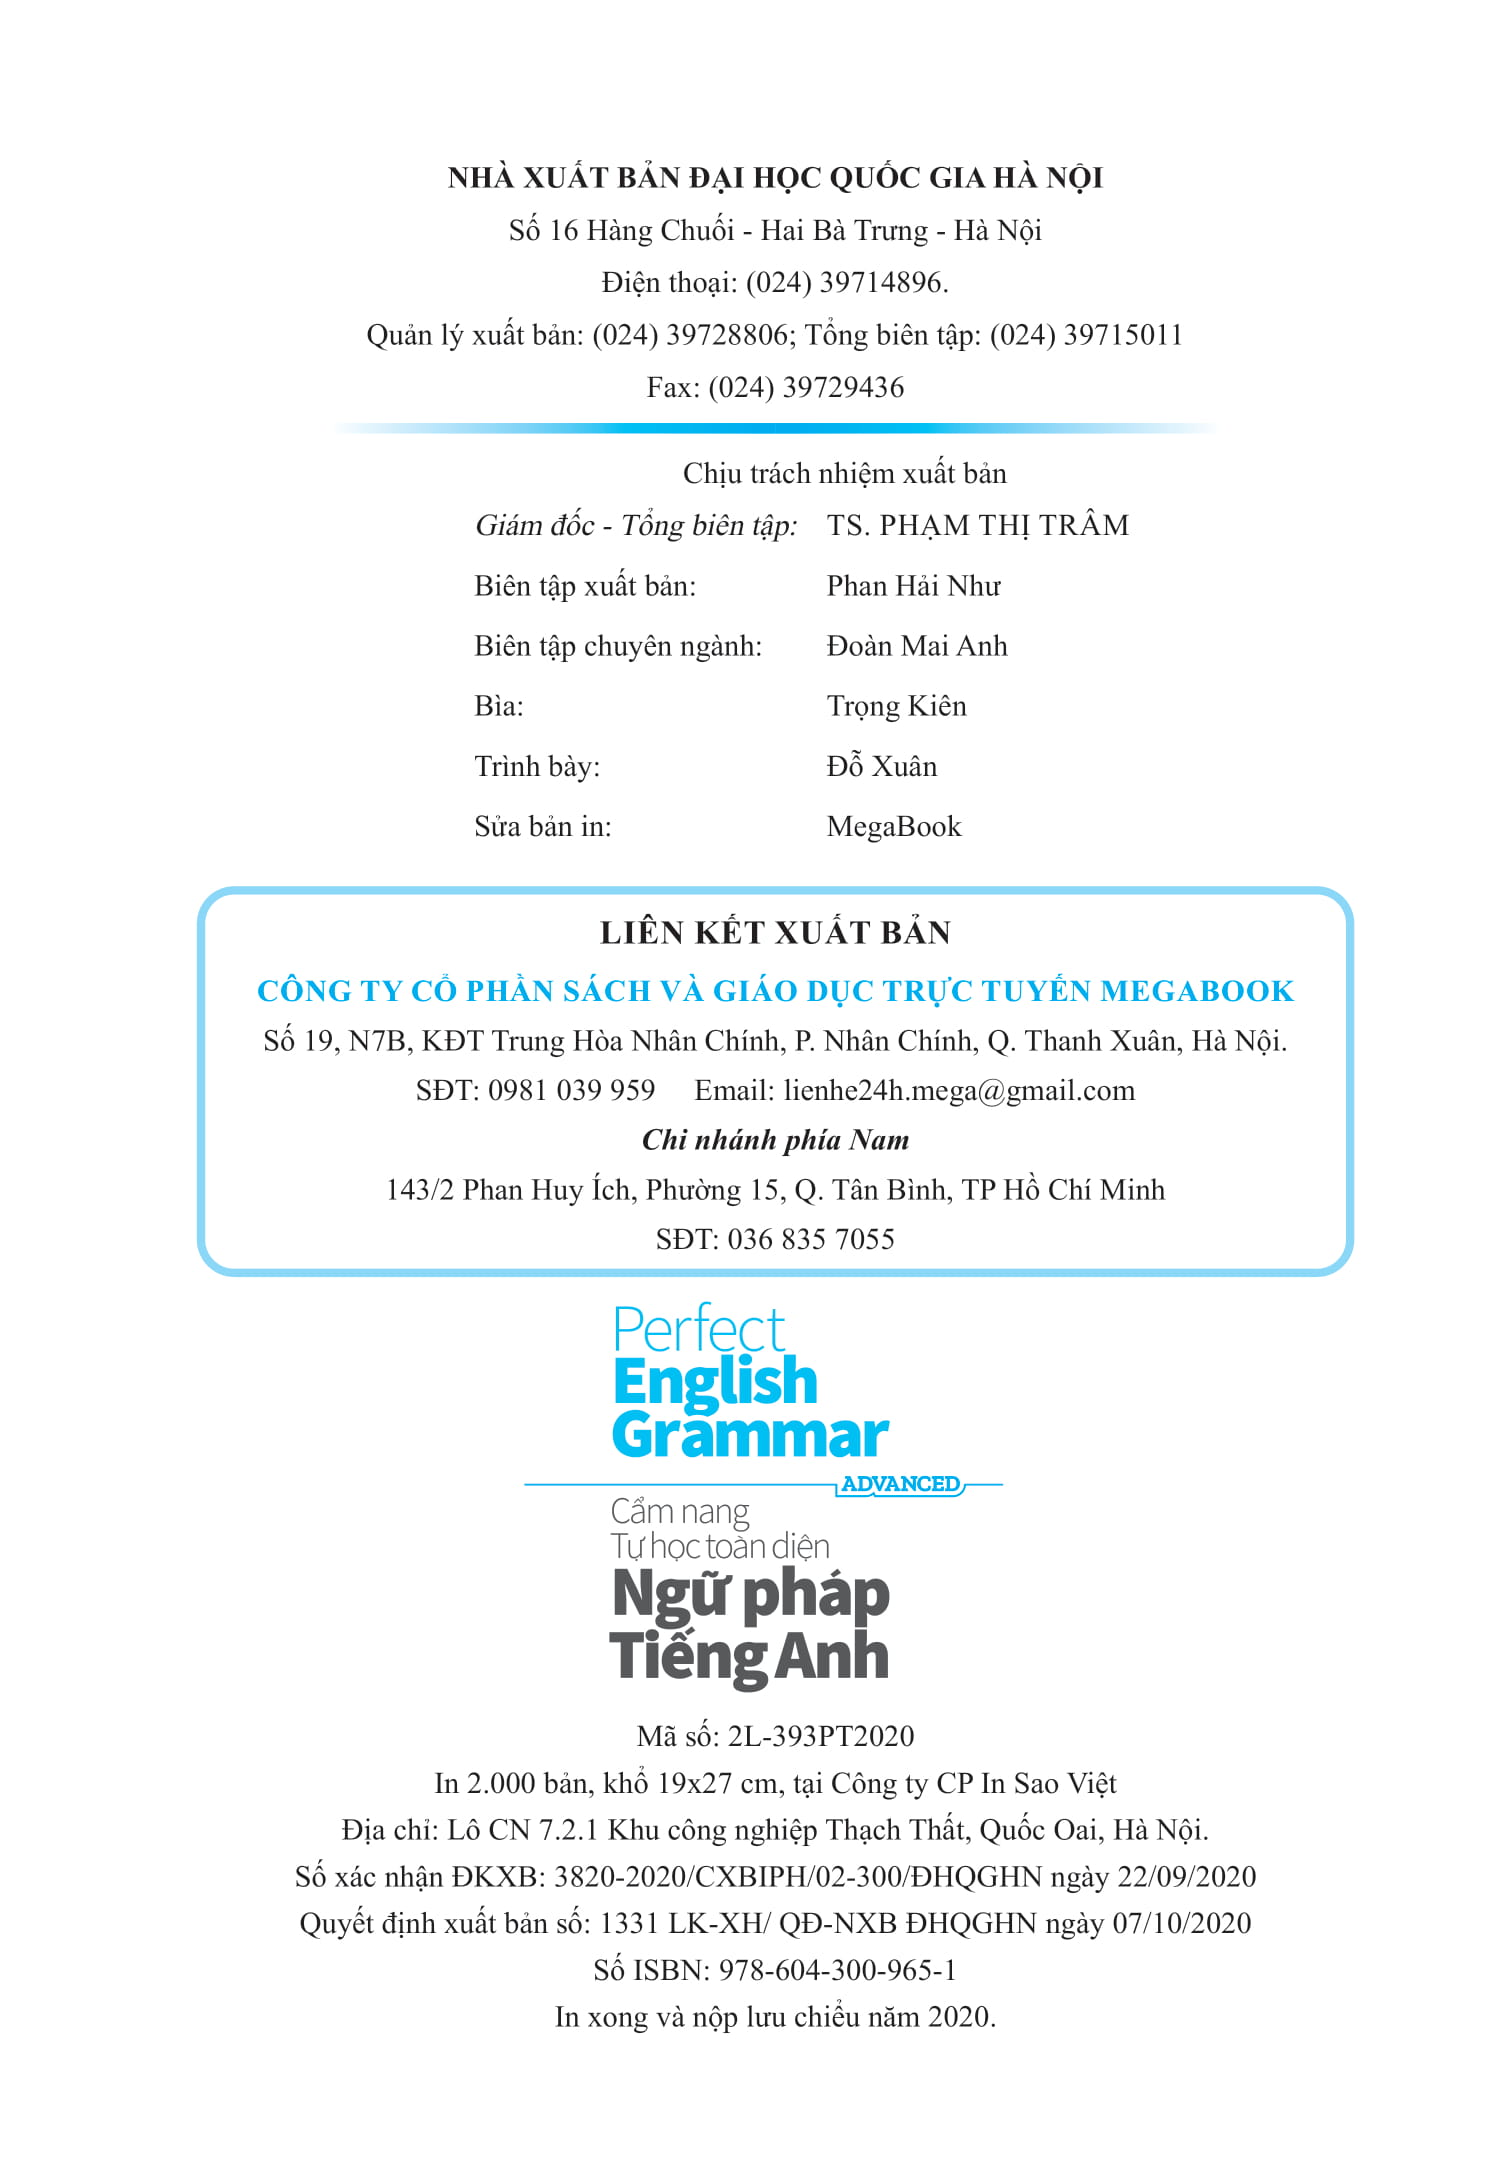 NHÀ XUẤT BẢN ĐẠI HỌC QUỐC GIA HÀ NỘI
Số 16 Hàng Chuối - Hai Bà Trưng - Hà Nội
Điện thoại: (024) 39714896.
Quản lý xuất bản: (024) 39728806; Tổng biên tập: (024) 39715011
Fax: (024) 39729436
Chịu trách nhiệm xuất bản
Giám đốc - Tổng biên tập: TS. PHẠM THỊ TRÂM
Biên tập xuất bản: Phan Hải Như
Biên tập chuyên ngành: Đoàn Mai Anh
Bìa: Trọng Kiên
Trình bày: Đỗ Xuân
Sửa bản in: MegaBook
LIÊN KẾT XUẤT BẢN
CÔNG TY CỔ PHẦN SÁCH VÀ GIÁO DỤC TRỰC TUYẾN MEGABOOK
Số 19, N7B, KĐT Trung Hòa Nhân Chính, P. Nhân Chính, Q. Thanh Xuân, Hà Nội.
SĐT: 0981 039 959 Email: lienhe24h.mega@gmail.com
Chi nhánh phía Nam
143/2 Phan Huy Ích, Phường 15, Q. Tân Bình, TP Hồ Chí Minh
SĐT: 036 835 7055
Perfect
English
Grammar
ADVANCED
Cẩm nang
Tự học toàn diện
Ngữ pháp
Tiếng Anh
Mã số: 2L-393PT2020
In 2.000 bản, khổ 19x27 cm, tại Công ty CP In Sao Việt
Địa chỉ: Lô CN 7.2.1 Khu công nghiệp Thạch Thất, Quốc Oai, Hà Nội.
Số xác nhận ĐKXB: 3820-2020/CXBIPH/02-300/ĐHQGHN ngày 22/09/2020
Quyết định xuất bản số: 1331 LK-XH/ QĐ-NXB ĐHQGHN ngày 07/10/2020
Số ISBN: 978-604-300-965-1
In xong và nộp lưu chiểu năm 2020.